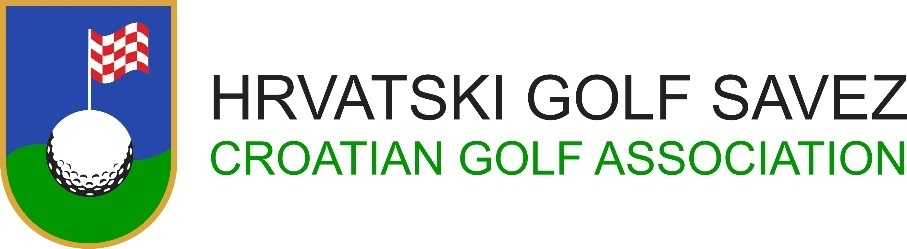 HRVATSKI GOLF SAVEZ
CROATIAN GOLF ASSOCIATION